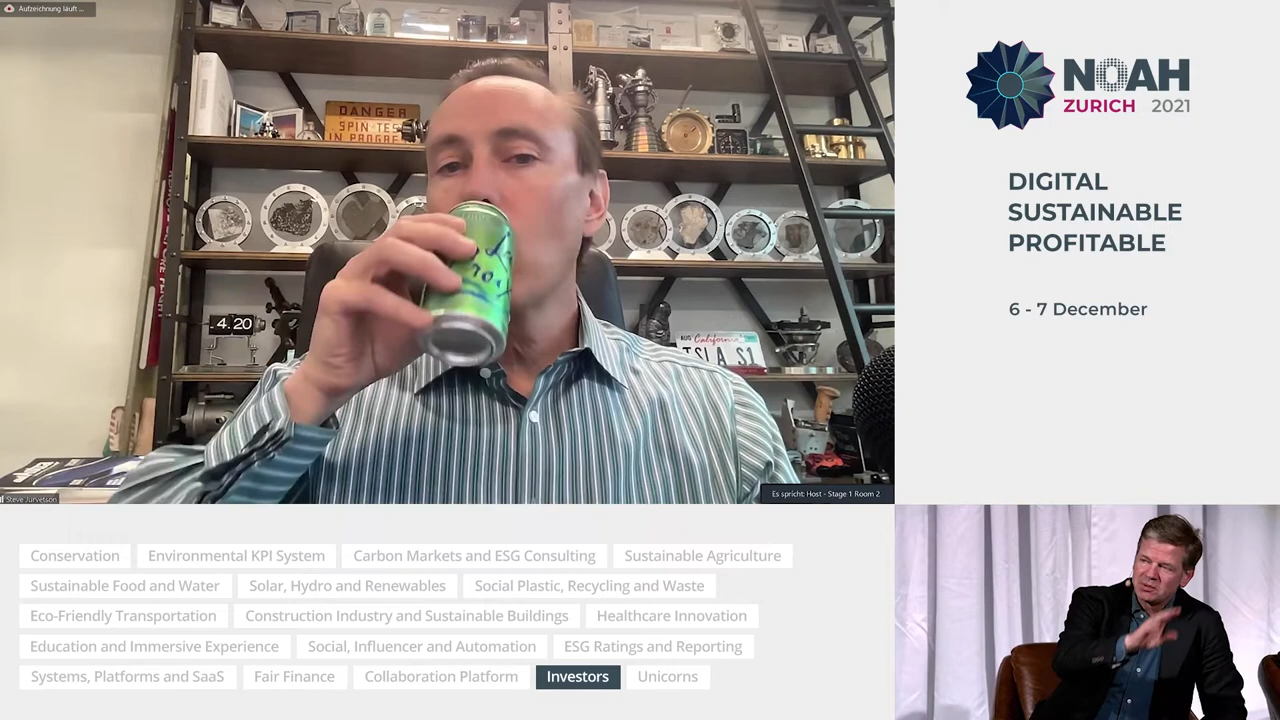 Aufzeichnung läuft ...
DANGER
SPIN TEST
IN PROGRE
4 20
California
TSLA S1
Steve Jurvetson
Es spricht: Host - Stage 1 Room 2
NOAH
ZURICH 2021
DIGITAL
SUSTAINABLE
PROFITABLE
6 - 7 December
Conservation
Environmental KPI System
Carbon Markets and ESG Consulting
Sustainable Agriculture
Sustainable Food and Water
Solar, Hydro and Renewables
Social Plastic, Recycling and Waste
Eco-Friendly Transportation
Construction Industry and Sustainable Buildings
Healthcare Innovation
Education and Immersive Experience
Social, Influencer and Automation
ESG Ratings and Reporting
Systems, Platforms and SaaS
Fair Finance
Collaboration Platform
Investors
Unicorns